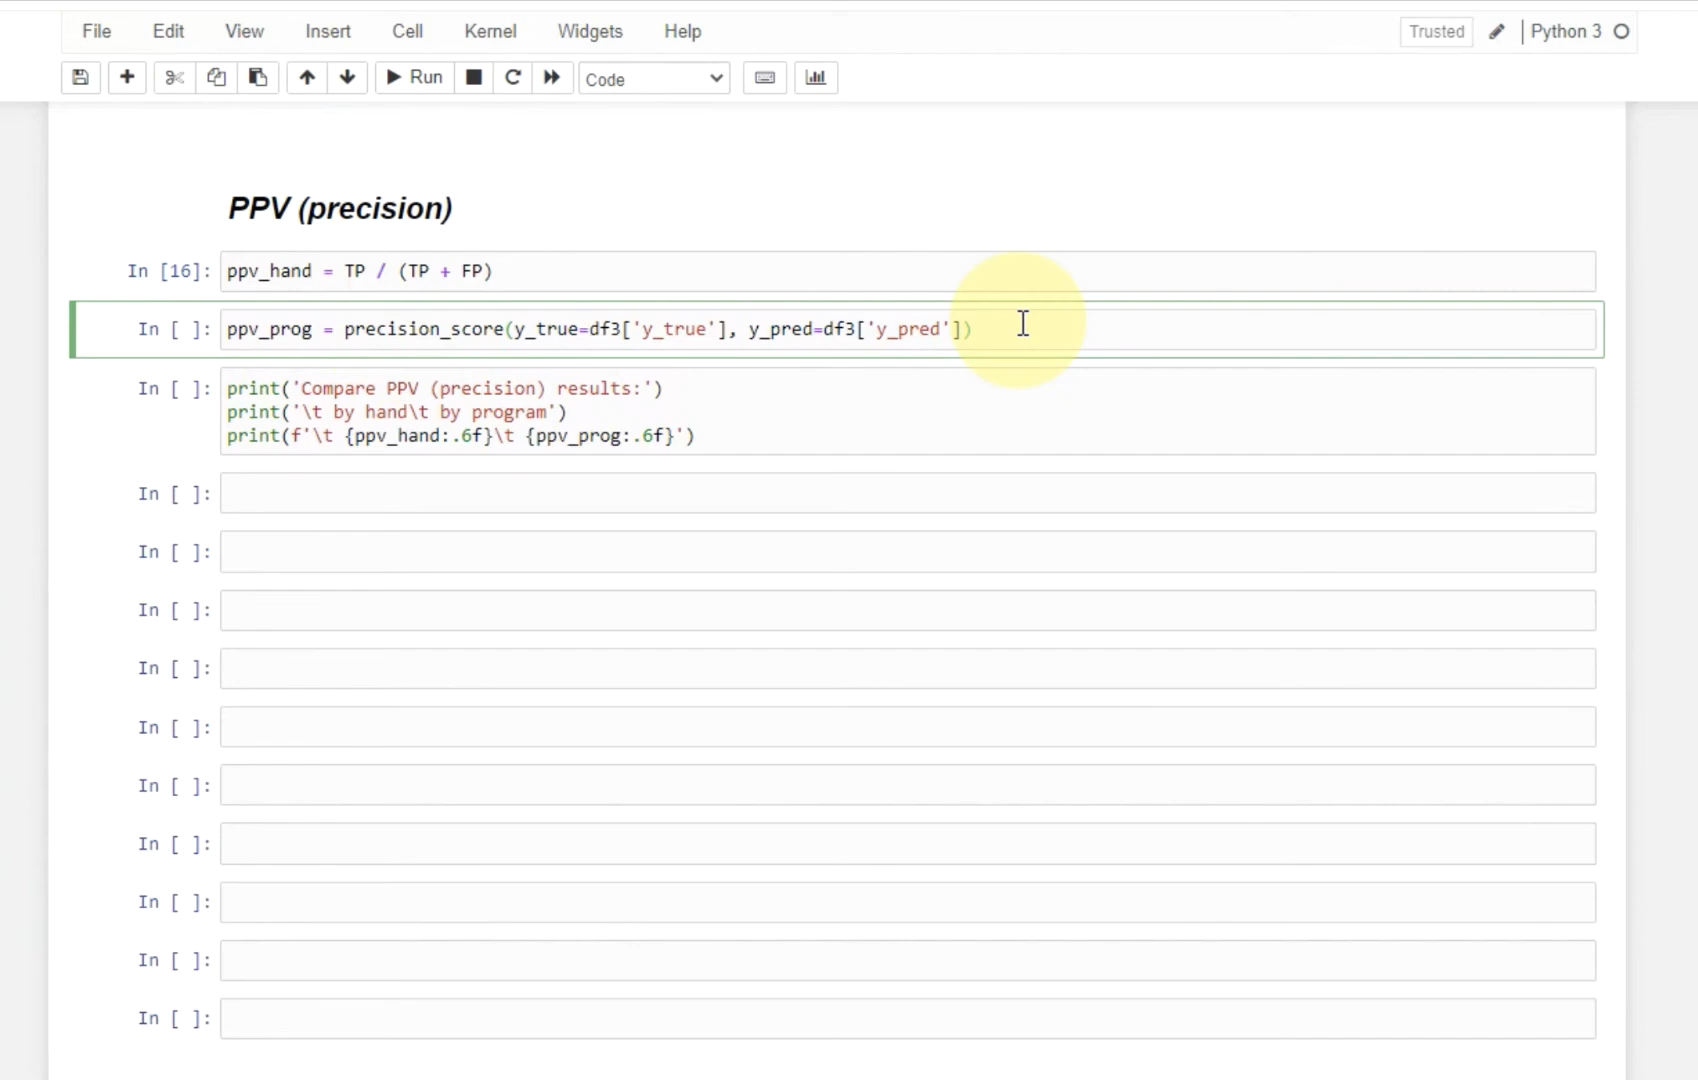 File Edit View Insert Cell Kernel Widgets Help Trusted Python 3
Run Code
PPV (precision)
In [16]: ppv_hand = TP / (TP + FP)
In [ ]: ppv_prog = precision_score(y_true=df3['y_true'], y_pred=df3['y_pred'])
In [ ]: print('Compare PPV (precision) results:')
print('\t by hand\t by program')
print(f'\t {ppv_hand:.6f}\t {ppv_prog:.6f}')
In [ ]:
In [ ]:
In [ ]:
In [ ]:
In [ ]:
In [ ]:
In [ ]:
In [ ]:
In [ ]:
In [ ]: